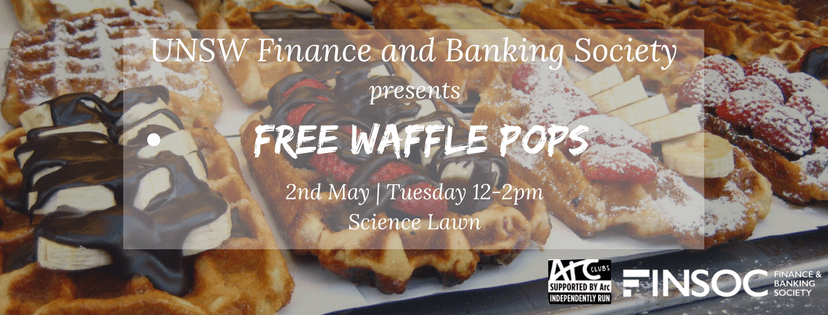 UNSW Finance and Banking Society
presents
FREE WAFFLE POPS
2nd May | Tuesday 12-2pm
Science Lawn
Arc CLUBS
SUPPORTED BY Arc
INDEPENDENTLY RUN
FINSOC
FINANCE &
BANKING
SOCIETY